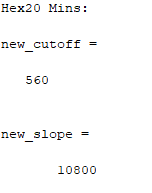 Hex20 Mins:
new_cutoff =
560
new_slope =
10800